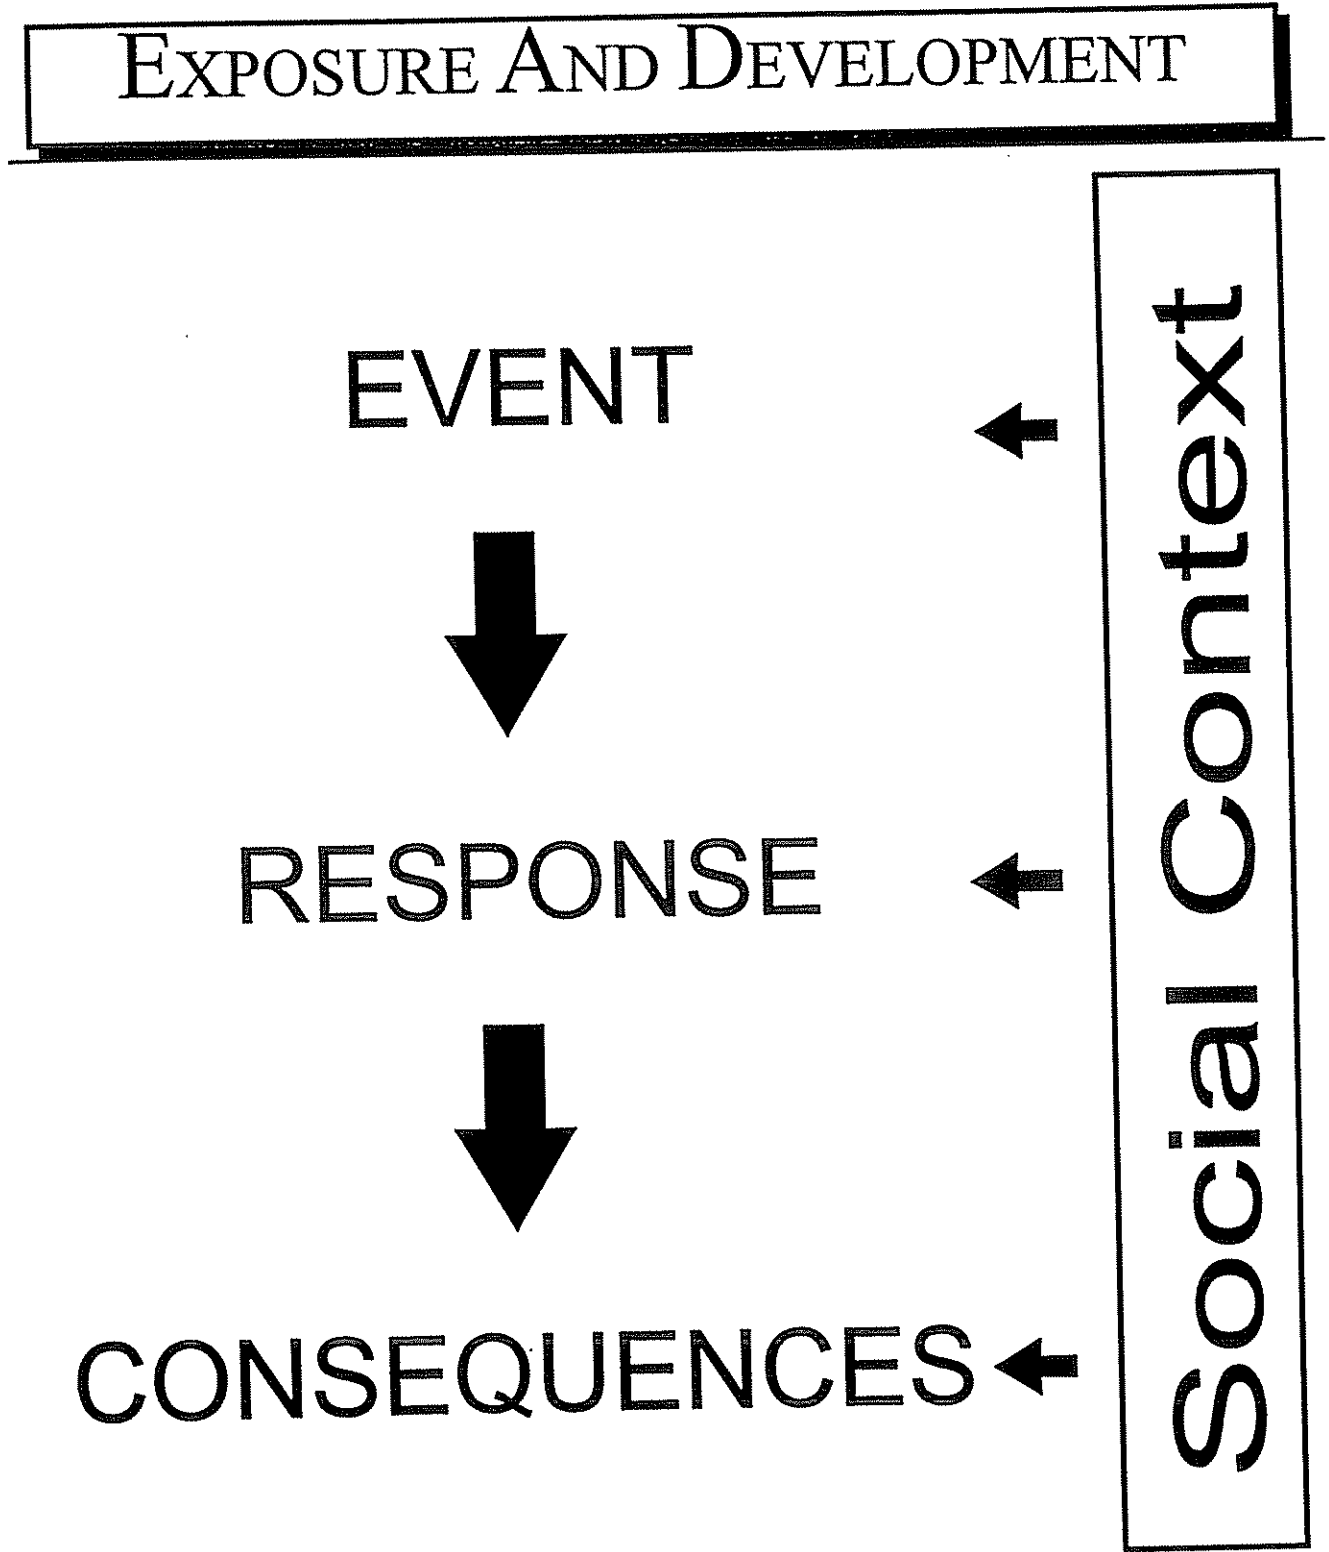 EXPOSURE AND DEVELOPMENT
EVENT
RESPONSE
CONSEQUENCES
Social Context